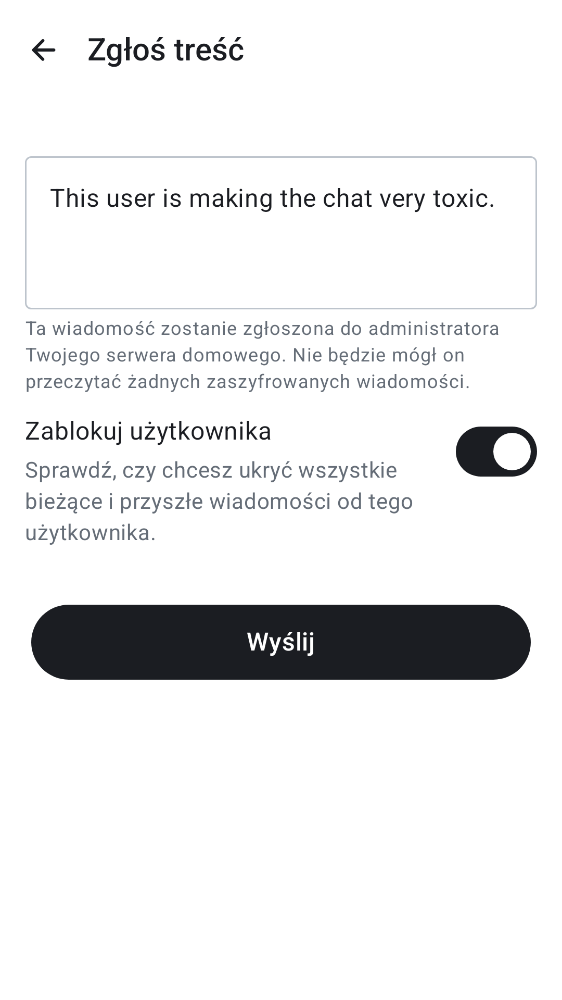 Zgłoś treść
This user is making the chat very toxic.
Ta wiadomość zostanie zgłoszona do administratora
Twojego serwera domowego. Nie będzie mógł on
przeczytać żadnych zaszyfrowanych wiadomości.
Zablokuj użytkownika
Sprawdź, czy chcesz ukryć wszystkie
bieżące i przyszłe wiadomości od tego
użytkownika.
Wyślij